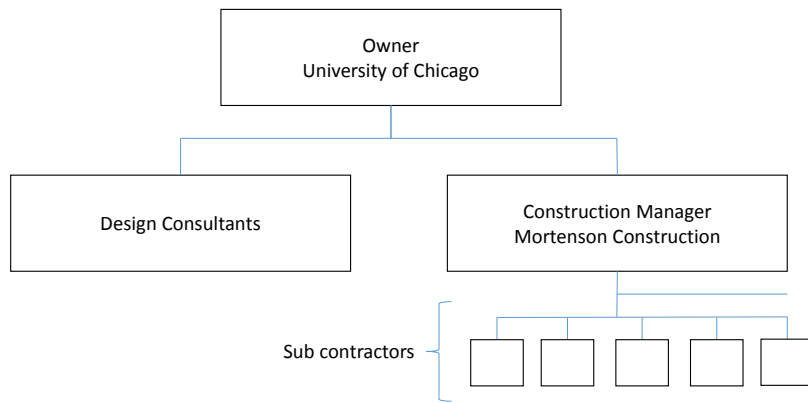 Owner
University of Chicago
Design Consultants
Construction Manager
Mortenson Construction
Sub contractors